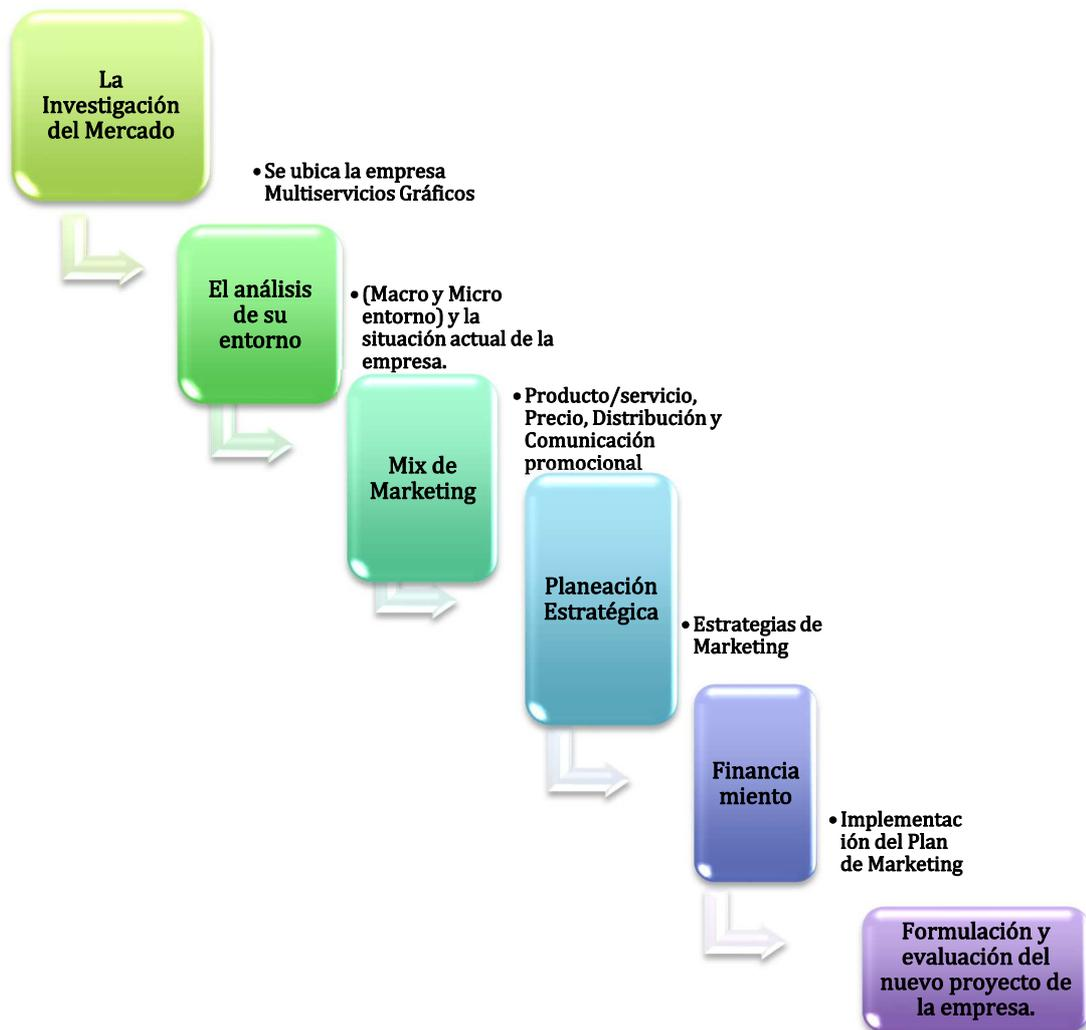 La
Investigación
del Mercado
• Se ubica la empresa
Multiservicios Gráficos
El análisis
de su
entorno
• (Macro y Micro
entorno) y la
situación actual de la
empresa.
Mix de
Marketing
• Producto/servicio,
Precio, Distribución y
Comunicación
promocional
Planeación
Estratégica
• Estrategias de
Marketing
Financia
miento
• Implementac
ión del Plan
de Marketing
Formulación y
evaluación del
nuevo proyecto de
la empresa.